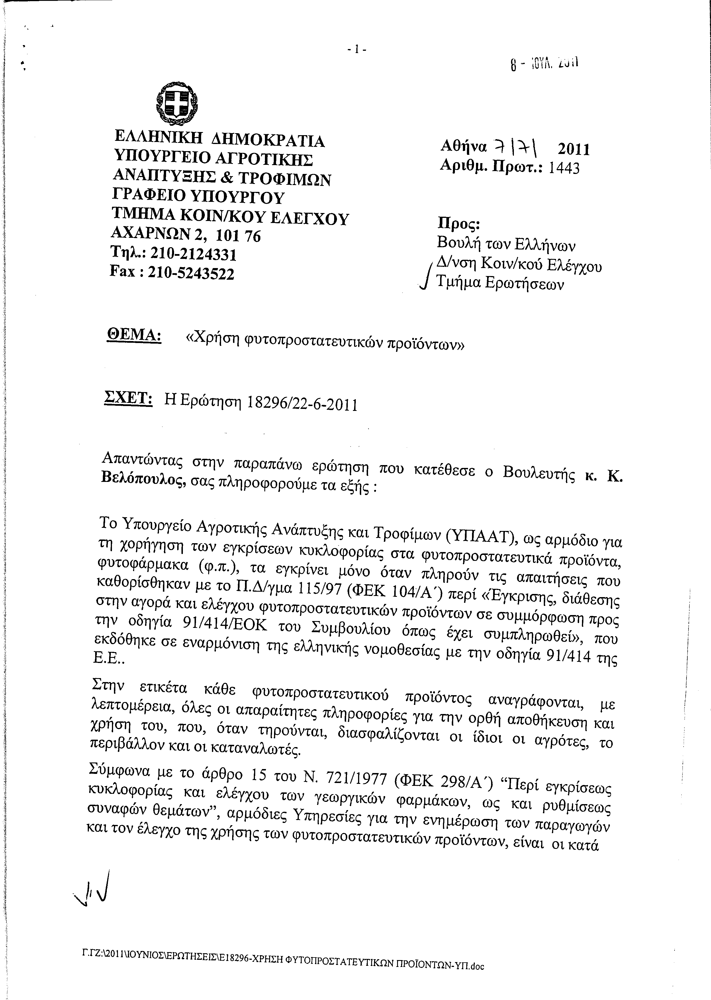 - 1 -
8 - ΙΟΥΛ. 2011
ΕΛΛΗΝΙΚΗ ΔΗΜΟΚΡΑΤΙΑ
ΥΠΟΥΡΓΕΙΟ ΑΓΡΟΤΙΚΗΣ
ΑΝΑΠΤΥΞΗΣ & ΤΡΟΦΙΜΩΝ
ΓΡΑΦΕΙΟ ΥΠΟΥΡΓΟΥ
ΤΜΗΜΑ ΚΟΙΝ/ΚΟΥ ΕΛΕΓΧΟΥ
ΑΧΑΡΝΩΝ 2, 101 76
Τηλ.: 210-2124331
Fax : 210-5243522
Αθήνα 7/7/ 2011
Αριθμ. Πρωτ.: 1443
Προς:
Βουλή των Ελλήνων
Δ/νση Κοιν/κού Ελέγχου
Τμήμα Ερωτήσεων
ΘΕΜΑ: «Χρήση φυτοπροστατευτικών προϊόντων»
ΣΧΕΤ: Η Ερώτηση 18296/22-6-2011
Απαντώντας στην παραπάνω ερώτηση που κατέθεσε ο Βουλευτής κ. Κ.
Βελόπουλος, σας πληροφορούμε τα εξής :
Το Υπουργείο Αγροτικής Ανάπτυξης και Τροφίμων (ΥΠΑΑΤ), ως αρμόδιο για
τη χορήγηση των εγκρίσεων κυκλοφορίας στα φυτοπροστατευτικά προϊόντα,
φυτοφάρμακα (φ.π.), τα εγκρίνει μόνο όταν πληρούν τις απαιτήσεις που
καθορίσθηκαν με το Π.Δ/γμα 115/97 (ΦΕΚ 104/Α΄) περί «Έγκρισης, διάθεσης
στην αγορά και ελέγχου φυτοπροστατευτικών προϊόντων σε συμμόρφωση προς
την οδηγία 91/414/ΕΟΚ του Συμβουλίου όπως έχει συμπληρωθεί», που
εκδόθηκε σε εναρμόνιση της ελληνικής νομοθεσίας με την οδηγία 91/414 της
Ε.Ε..
Στην ετικέτα κάθε φυτοπροστατευτικού προϊόντος αναγράφονται, με
λεπτομέρεια, όλες οι απαραίτητες πληροφορίες για την ορθή αποθήκευση και
χρήση του, που, όταν τηρούνται, διασφαλίζονται οι ίδιοι οι αγρότες, το
περιβάλλον και οι καταναλωτές.
Σύμφωνα με το άρθρο 15 του Ν. 721/1977 (ΦΕΚ 298/Α΄) “Περί εγκρίσεως
κυκλοφορίας και ελέγχου των γεωργικών φαρμάκων, ως και ρυθμίσεως
συναφών θεμάτων”, αρμόδιες Υπηρεσίες για την ενημέρωση των παραγωγών
και τον έλεγχο της χρήσης των φυτοπροστατευτικών προϊόντων, είναι οι κατά
Γ.ΓΖ:\2011\ΙΟΥΝΙΟΣ\ΕΡΩΤΗΣΕΙΣ\Ε18296-ΧΡΗΣΗ ΦΥΤΟΠΡΟΣΤΑΤΕΥΤΙΚΩΝ ΠΡΟΪΟΝΤΩΝ-ΥΠ.doc